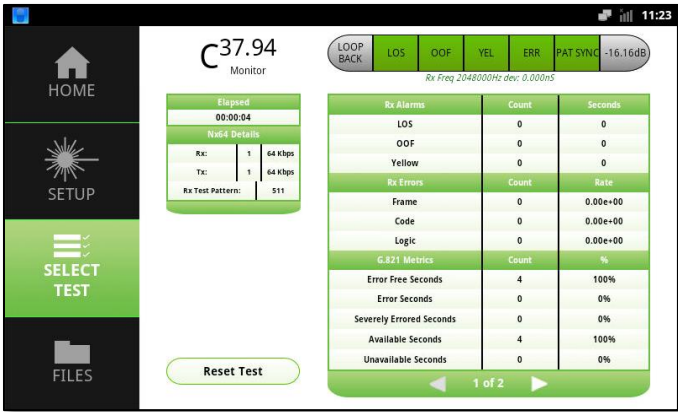 11:23
HOME
SETUP
SELECT
TEST
FILES
C37.94
Monitor
LOOP
BACK
LOS
OOF
YEL
ERR
PAT SYNC
-16.16dB
Rx Freq 2048000Hz dev: 0.000nS
Elapsed
00:00:04
Nx64 Details
Rx: 1 64 Kbps
Tx: 1 64 Kbps
Rx Test Pattern: 511
Reset Test
Rx Alarms Count Seconds
LOS 0 0
OOF 0 0
Yellow 0 0
Rx Errors Count Rate
Frame 0 0.00e+00
Code 0 0.00e+00
Logic 0 0.00e+00
G.821 Metrics Count %
Error Free Seconds 4 100%
Error Seconds 0 0%
Severely Errored Seconds 0 0%
Available Seconds 4 100%
Unavailable Seconds 0 0%
1 of 2